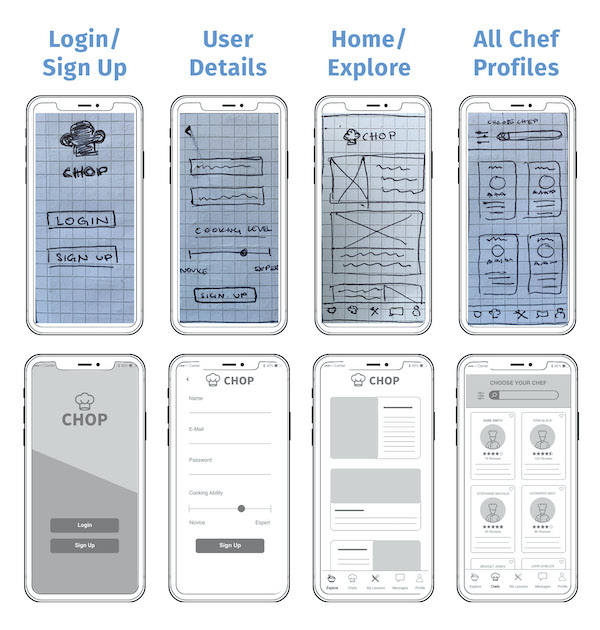 Login/
Sign Up
User
Details
Home/
Explore
All Chef
Profiles
CHOP
LOGIN
SIGN UP
COOKING LEVEL
NOVICE
EXPERT
SIGN UP
CHOP
CHOOSE CHEF
CHOP
Login
Sign Up
CHOP
Name
E-Mail
Password
Cooking Ability
Novice Expert
Sign Up
CHOP
Explore Chefs My Lessons Messages Profile
CHOOSE YOUR CHEF
Explore Chefs My Lessons Messages Profile